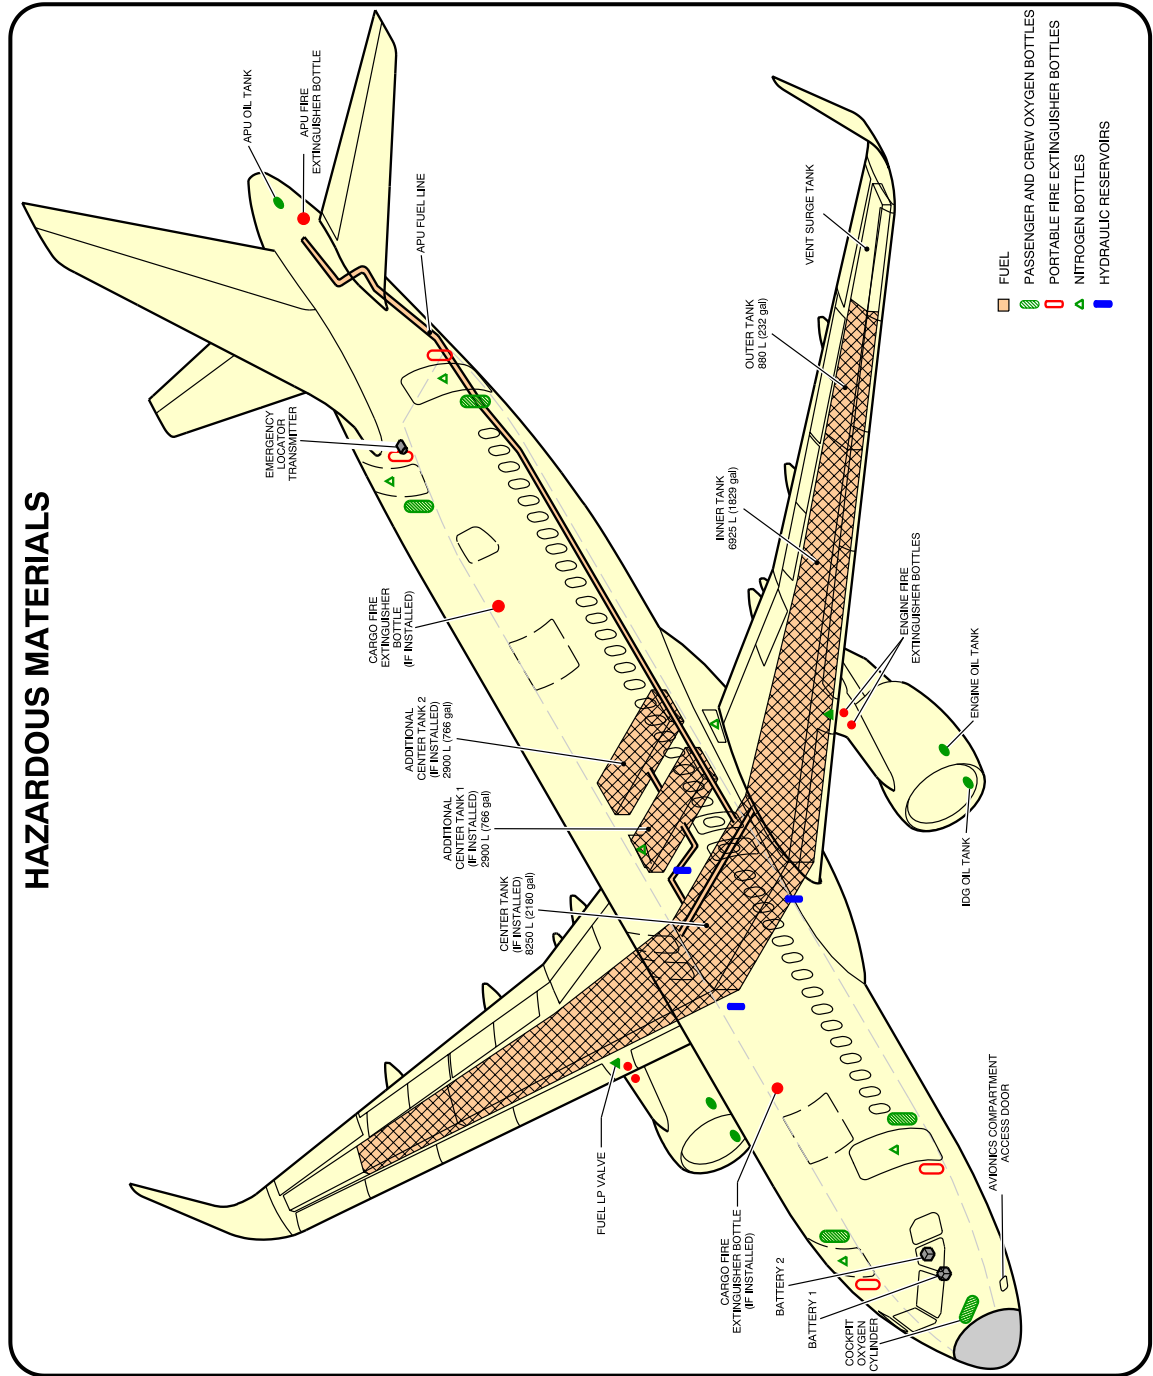 HAZARDOUS MATERIALS
APU OIL TANK
APU FIRE
EXTINGUISHER BOTTLE
APU FUEL LINE
EMERGENCY
LOCATOR
TRANSMITTER
CARGO FIRE
EXTINGUISHER
BOTTLE
(IF INSTALLED)
ADDITIONAL
CENTER TANK 2
(IF INSTALLED)
2900 L (766 gal)
ADDITIONAL
CENTER TANK 1
(IF INSTALLED)
2900 L (766 gal)
CENTER TANK
(IF INSTALLED)
8250 L (2180 gal)
FUEL LP VALVE
CARGO FIRE
EXTINGUISHER BOTTLE
(IF INSTALLED)
BATTERY 2
BATTERY 1
COCKPIT
OXYGEN
CYLINDER
VENT SURGE TANK
OUTER TANK
880 L (232 gal)
INNER TANK
6925 L (1829 gal)
ENGINE FIRE
EXTINGUISHER BOTTLES
ENGINE OIL TANK
IDG OIL TANK
AVIONICS COMPARTMENT
ACCESS DOOR
FUEL
PASSENGER AND CREW OXYGEN BOTTLES
PORTABLE FIRE EXTINGUISHER BOTTLES
NITROGEN BOTTLES
HYDRAULIC RESERVOIRS